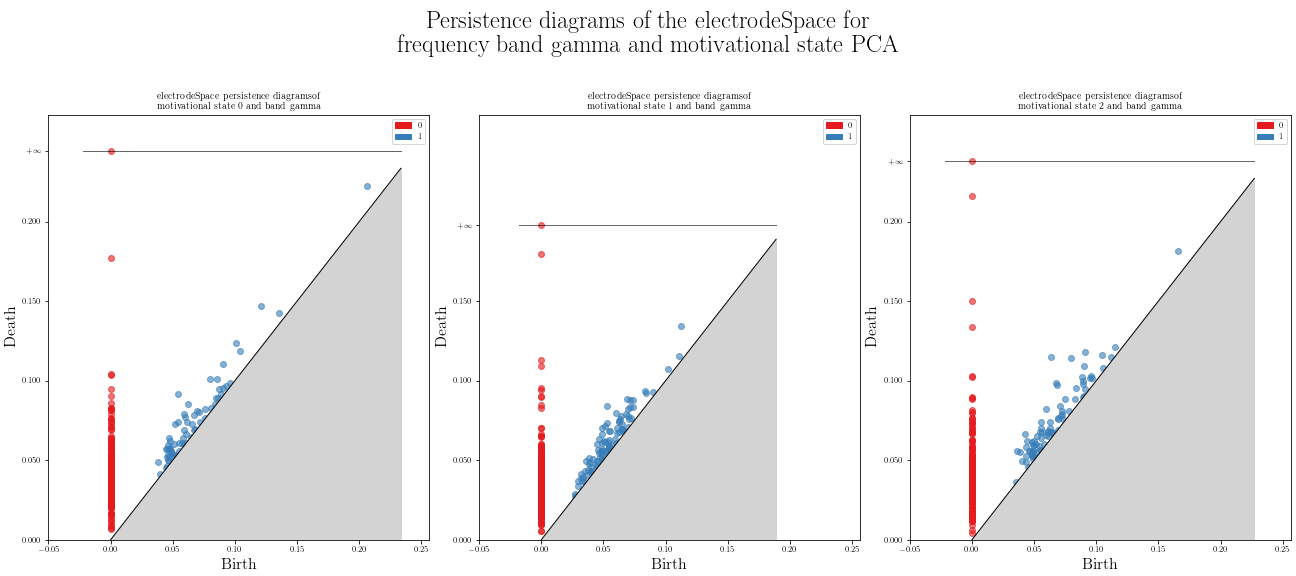 Persistence diagrams of the electrodeSpace for
frequency band gamma and motivational state PCA
electrodeSpace persistence diagramsof
motivational state 0 and band gamma
0
1
+∞
0.200
0.150
0.100
0.050
0.000
Death
−0.05 0.00 0.05 0.10 0.15 0.20 0.25
Birth
electrodeSpace persistence diagramsof
motivational state 1 and band gamma
0
1
+∞
0.150
0.100
0.050
0.000
Death
−0.05 0.00 0.05 0.10 0.15 0.20 0.25
Birth
electrodeSpace persistence diagramsof
motivational state 2 and band gamma
0
1
+∞
0.200
0.150
0.100
0.050
0.000
Death
−0.05 0.00 0.05 0.10 0.15 0.20 0.25
Birth